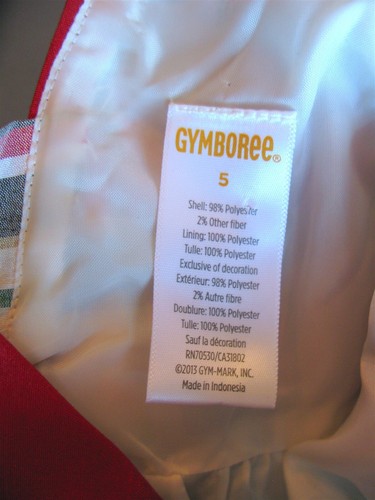 GYMBOREE®
5
Shell: 98% Polyester
2% Other fiber
Lining: 100% Polyester
Tulle: 100% Polyester
Exclusive of decoration
Extérieur: 98% Polyester
2% Autre fibre
Doublure: 100% Polyester
Tulle: 100% Polyester
Sauf la décoration
RN70530/CA31802
©2013 GYM-MARK, INC.
Made in Indonesia